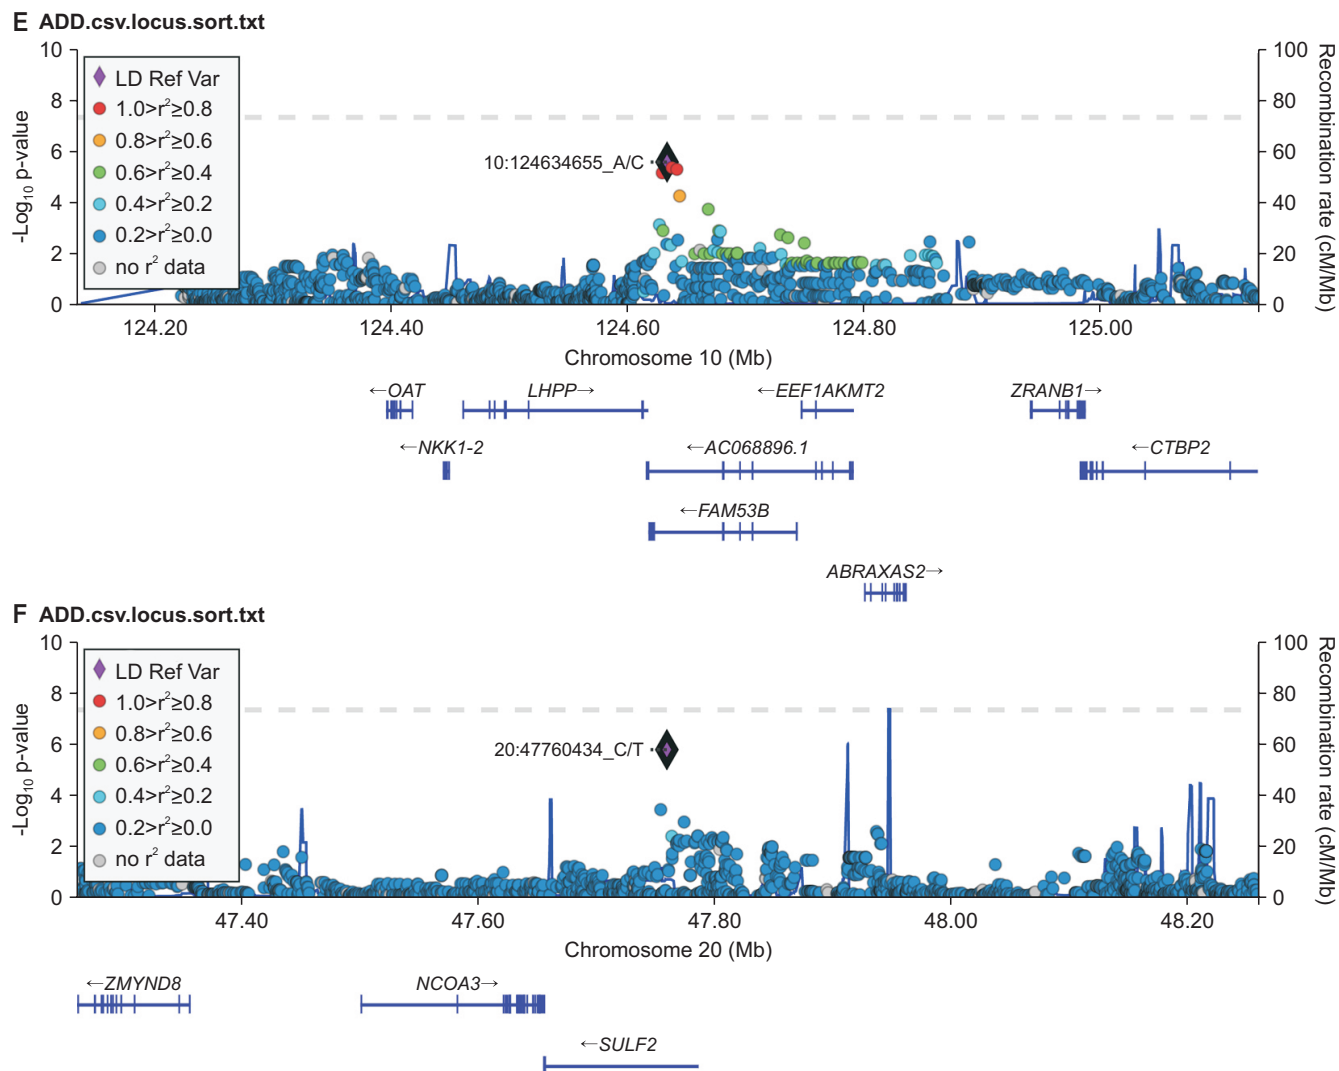 E ADD.csv.locus.sort.txt
10 100
Recombination rate (cM/Mb)
-Log10 p-value
LD Ref Var
1.0>r²≥0.8
0.8>r²≥0.6
0.6>r²≥0.4
0.4>r²≥0.2
0.2>r²≥0.0
no r² data
8 80
6 60
4 40
2 20
0 0
10:124634655_A/C
124.20 124.40 124.60 124.80 125.00
Chromosome 10 (Mb)
←OAT LHPP→ ←EEF1AKMT2 ZRANB1→
←NKK1-2 ←AC068896.1 ←CTBP2
←FAM53B
ABRAXAS2→
F ADD.csv.locus.sort.txt
10 100
Recombination rate (cM/Mb)
-Log10 p-value
LD Ref Var
1.0>r²≥0.8
0.8>r²≥0.6
0.6>r²≥0.4
0.4>r²≥0.2
0.2>r²≥0.0
no r² data
8 80
6 60
4 40
2 20
0 0
20:47760434_C/T
47.40 47.60 47.80 48.00 48.20
Chromosome 20 (Mb)
←ZMYND8 NCOA3→
←SULF2